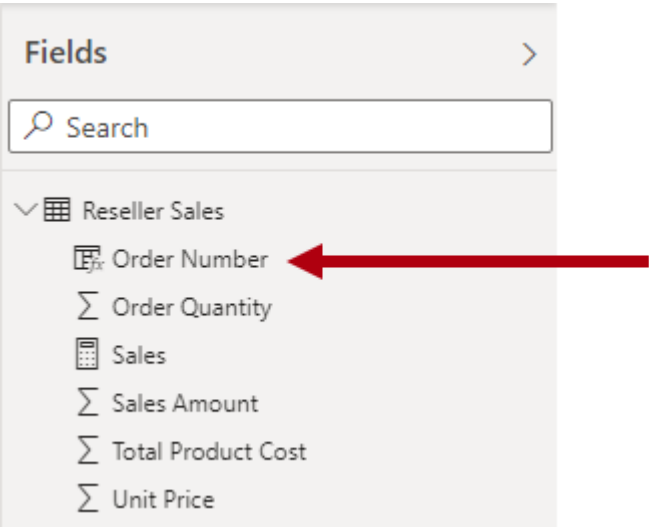 Fields
Search
Reseller Sales
Order Number
Order Quantity
Sales
Sales Amount
Total Product Cost
Unit Price